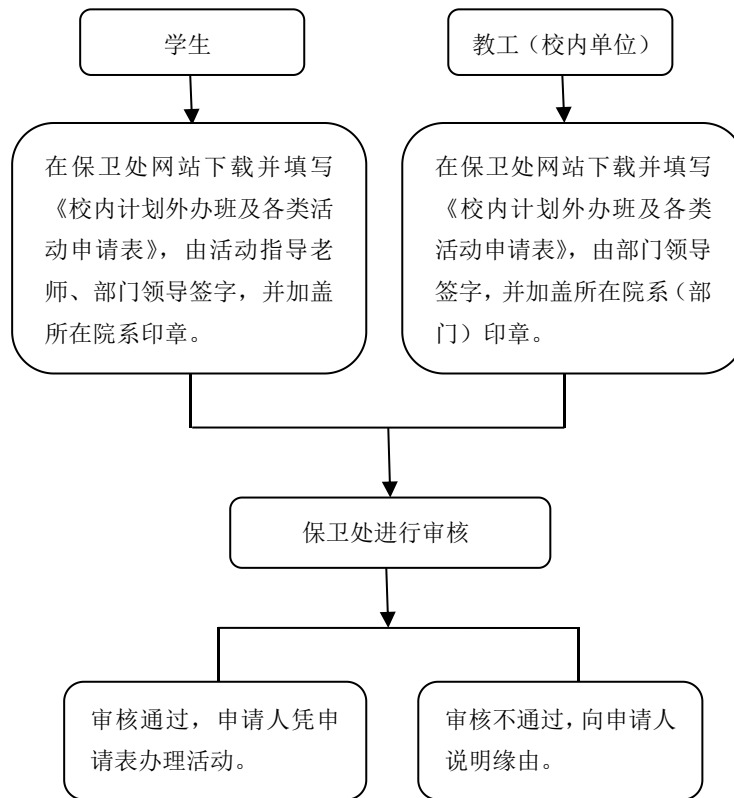 学生
教工（校内单位）
在保卫处网站下载并填写
《校内计划外办班及各类活
动申请表》，由活动指导老
师、部门领导签字，并加盖
所在院系印章。
在保卫处网站下载并填写
《校内计划外办班及各类
活动申请表》，由部门领导
签字，并加盖所在院系（部
门）印章。
保卫处进行审核
审核通过，申请人凭申
请表办理活动。
审核不通过，向申请人
说明缘由。